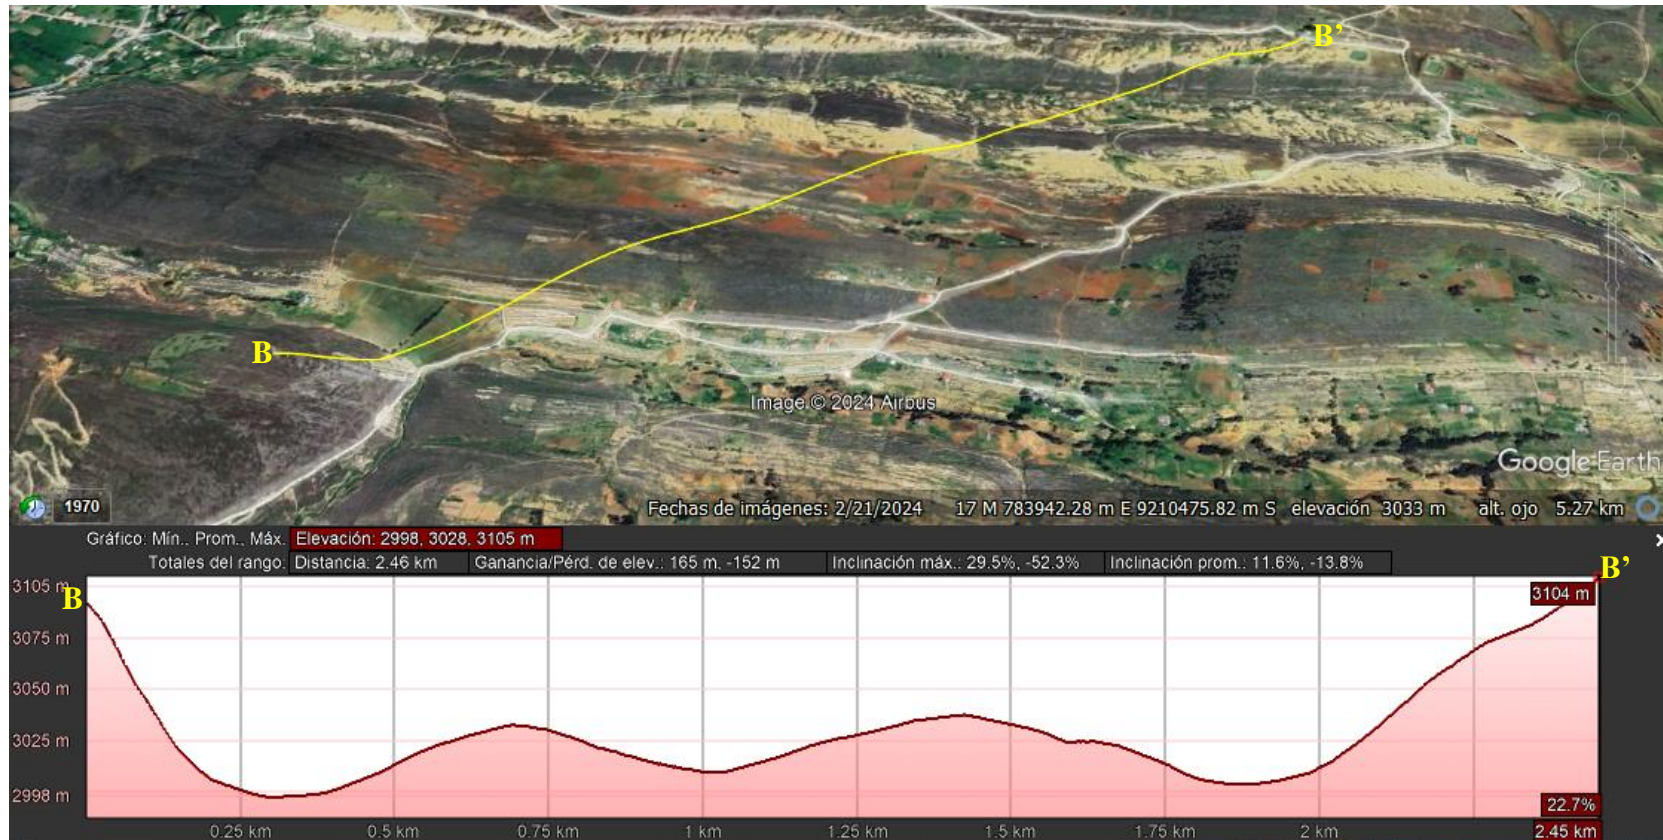 B’
B
Image © 2024 Airbus
Google Earth
1970
Fechas de imágenes: 2/21/2024 17 M 783942.28 m E 9210475.82 m S elevación 3033 m alt. ojo 5.27 km
Gráfico: Mín., Prom., Máx. Elevación: 2998, 3028, 3105 m
Totales del rango: Distancia: 2.46 km Ganancia/Pérd. de elev.: 165 m, -152 m Inclinación máx.: 29.5%, -52.3% Inclinación prom.: 11.6%, -13.8%
B’
3105 m
B
3104 m
3075 m
3050 m
3025 m
2998 m
22.7%
0.25 km 0.5 km 0.75 km 1 km 1.25 km 1.5 km 1.75 km 2 km 2.45 km